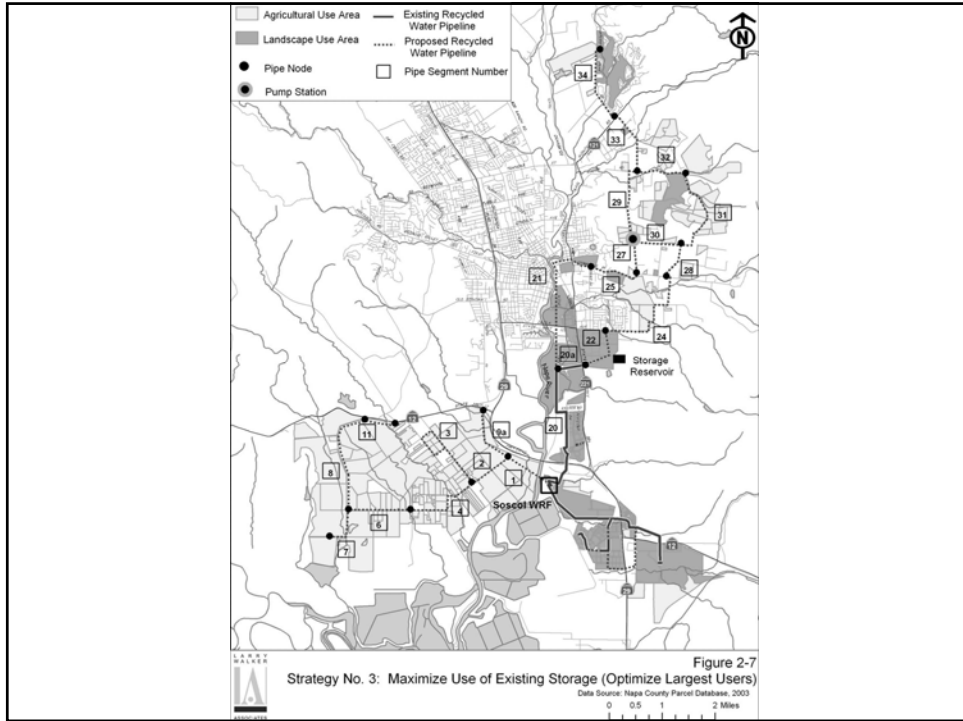 Agricultural Use Area
Existing Recycled
Water Pipeline
Landscape Use Area
Proposed Recycled
Water Pipeline
Pipe Node
Pipe Segment Number
Pump Station
N
34
33
32
29
31
30
27
28
21
25
24
22
20a
Storage
Reservoir
20
3
9a
11
2
1
8
Soscol WRF
4
6
7
12
29
LARRY
WALKER
ASSOCIATES
Figure 2-7
Strategy No. 3: Maximize Use of Existing Storage (Optimize Largest Users)
Data Source: Napa County Parcel Database, 2003
0 0.5 1 2 Miles